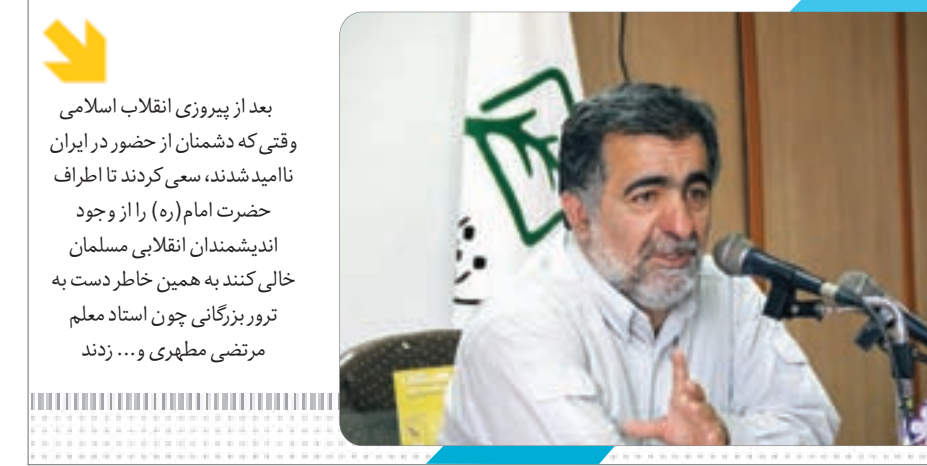 بعد از پیروزی انقلاب اسلامی
وقتی‌که دشمنان از حضور در ایران
ناامید شدند، سعی کردند تا اطراف
حضرت امام(ره) را از وجود
اندیشمندان انقلابی مسلمان
خالی کنند به همین خاطر دست به
ترور بزرگانی چون استاد معلم
مرتضی مطهری و... زدند